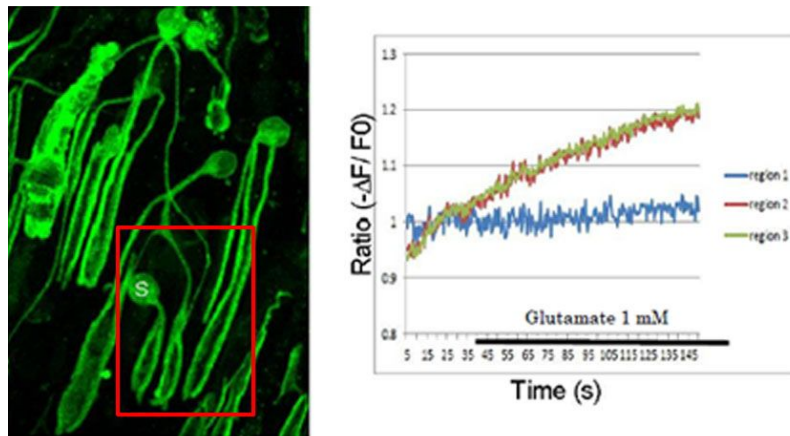 S
1.3
1.2
1.1
1
0.9
0.8
Ratio (-ΔF/ F0)
region 1
region 2
region 3
Glutamate 1 mM
5 15 25 35 45 55 65 75 85 95 105 115 125 135 145
Time (s)